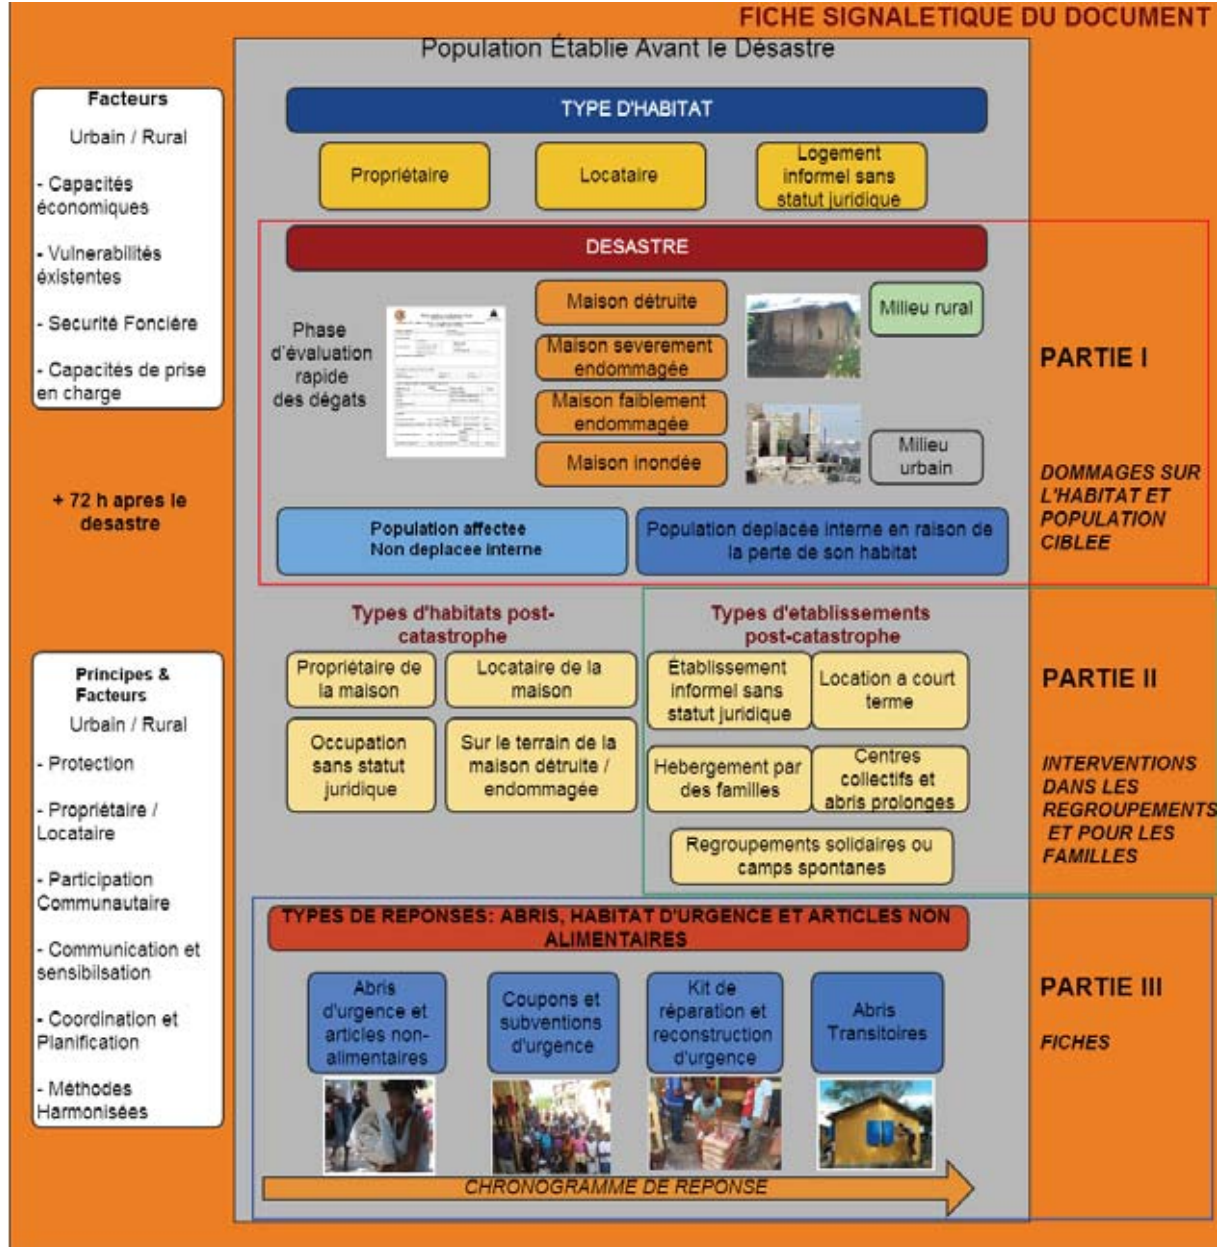 FICHE SIGNALETIQUE DU DOCUMENT
Population Établie Avant le Désastre
Facteurs
Urbain / Rural
- Capacités
économiques
- Vulnerabilités
éxistentes
- Securité Foncière
- Capacités de prise
en charge
TYPE D'HABITAT
Propriétaire
Locataire
Logement
informel sans
statut juridique
DESASTRE
Phase
d'évaluation
rapide
des dégats
Maison détruite
Maison severement
endommagée
Maison faiblement
endommagée
Maison inondée
Milieu rural
Milieu
urbain
PARTIE I
DOMMAGES SUR
L'HABITAT ET
POPULATION
CIBLEE
+ 72 h apres le
desastre
Population affectee
Non deplacee interne
Population deplacée interne en raison de
la perte de son habitat
Types d'habitats post-
catastrophe
Propriétaire de
la maison
Locataire de la
maison
Occupation
sans statut
juridique
Sur le terrain de la
maison détruite /
endommagée
Types d'etablissements
post-catastrophe
Établissement
informel sans
statut juridique
Location a court
terme
Hebergement par
des familles
Centres
collectifs et
abris prolonges
Regroupements solidaires ou
camps spontanes
PARTIE II
INTERVENTIONS
DANS LES
REGROUPEMENTS
ET POUR LES
FAMILLES
Principes &
Facteurs
Urbain / Rural
- Protection
- Propriétaire /
Locataire
- Participation
Communautaire
- Communication et
sensibilsation
- Coordination et
Planification
- Méthodes
Harmonisées
TYPES DE REPONSES: ABRIS, HABITAT D'URGENCE ET ARTICLES NON
ALIMENTAIRES
Abris
d'urgence et
articles non-
alimentaires
Coupons et
subventions
d'urgence
Kit de
réparation et
reconstruction
d'urgence
Abris
Transitoires
CHRONOGRAMME DE REPONSE
PARTIE III
FICHES